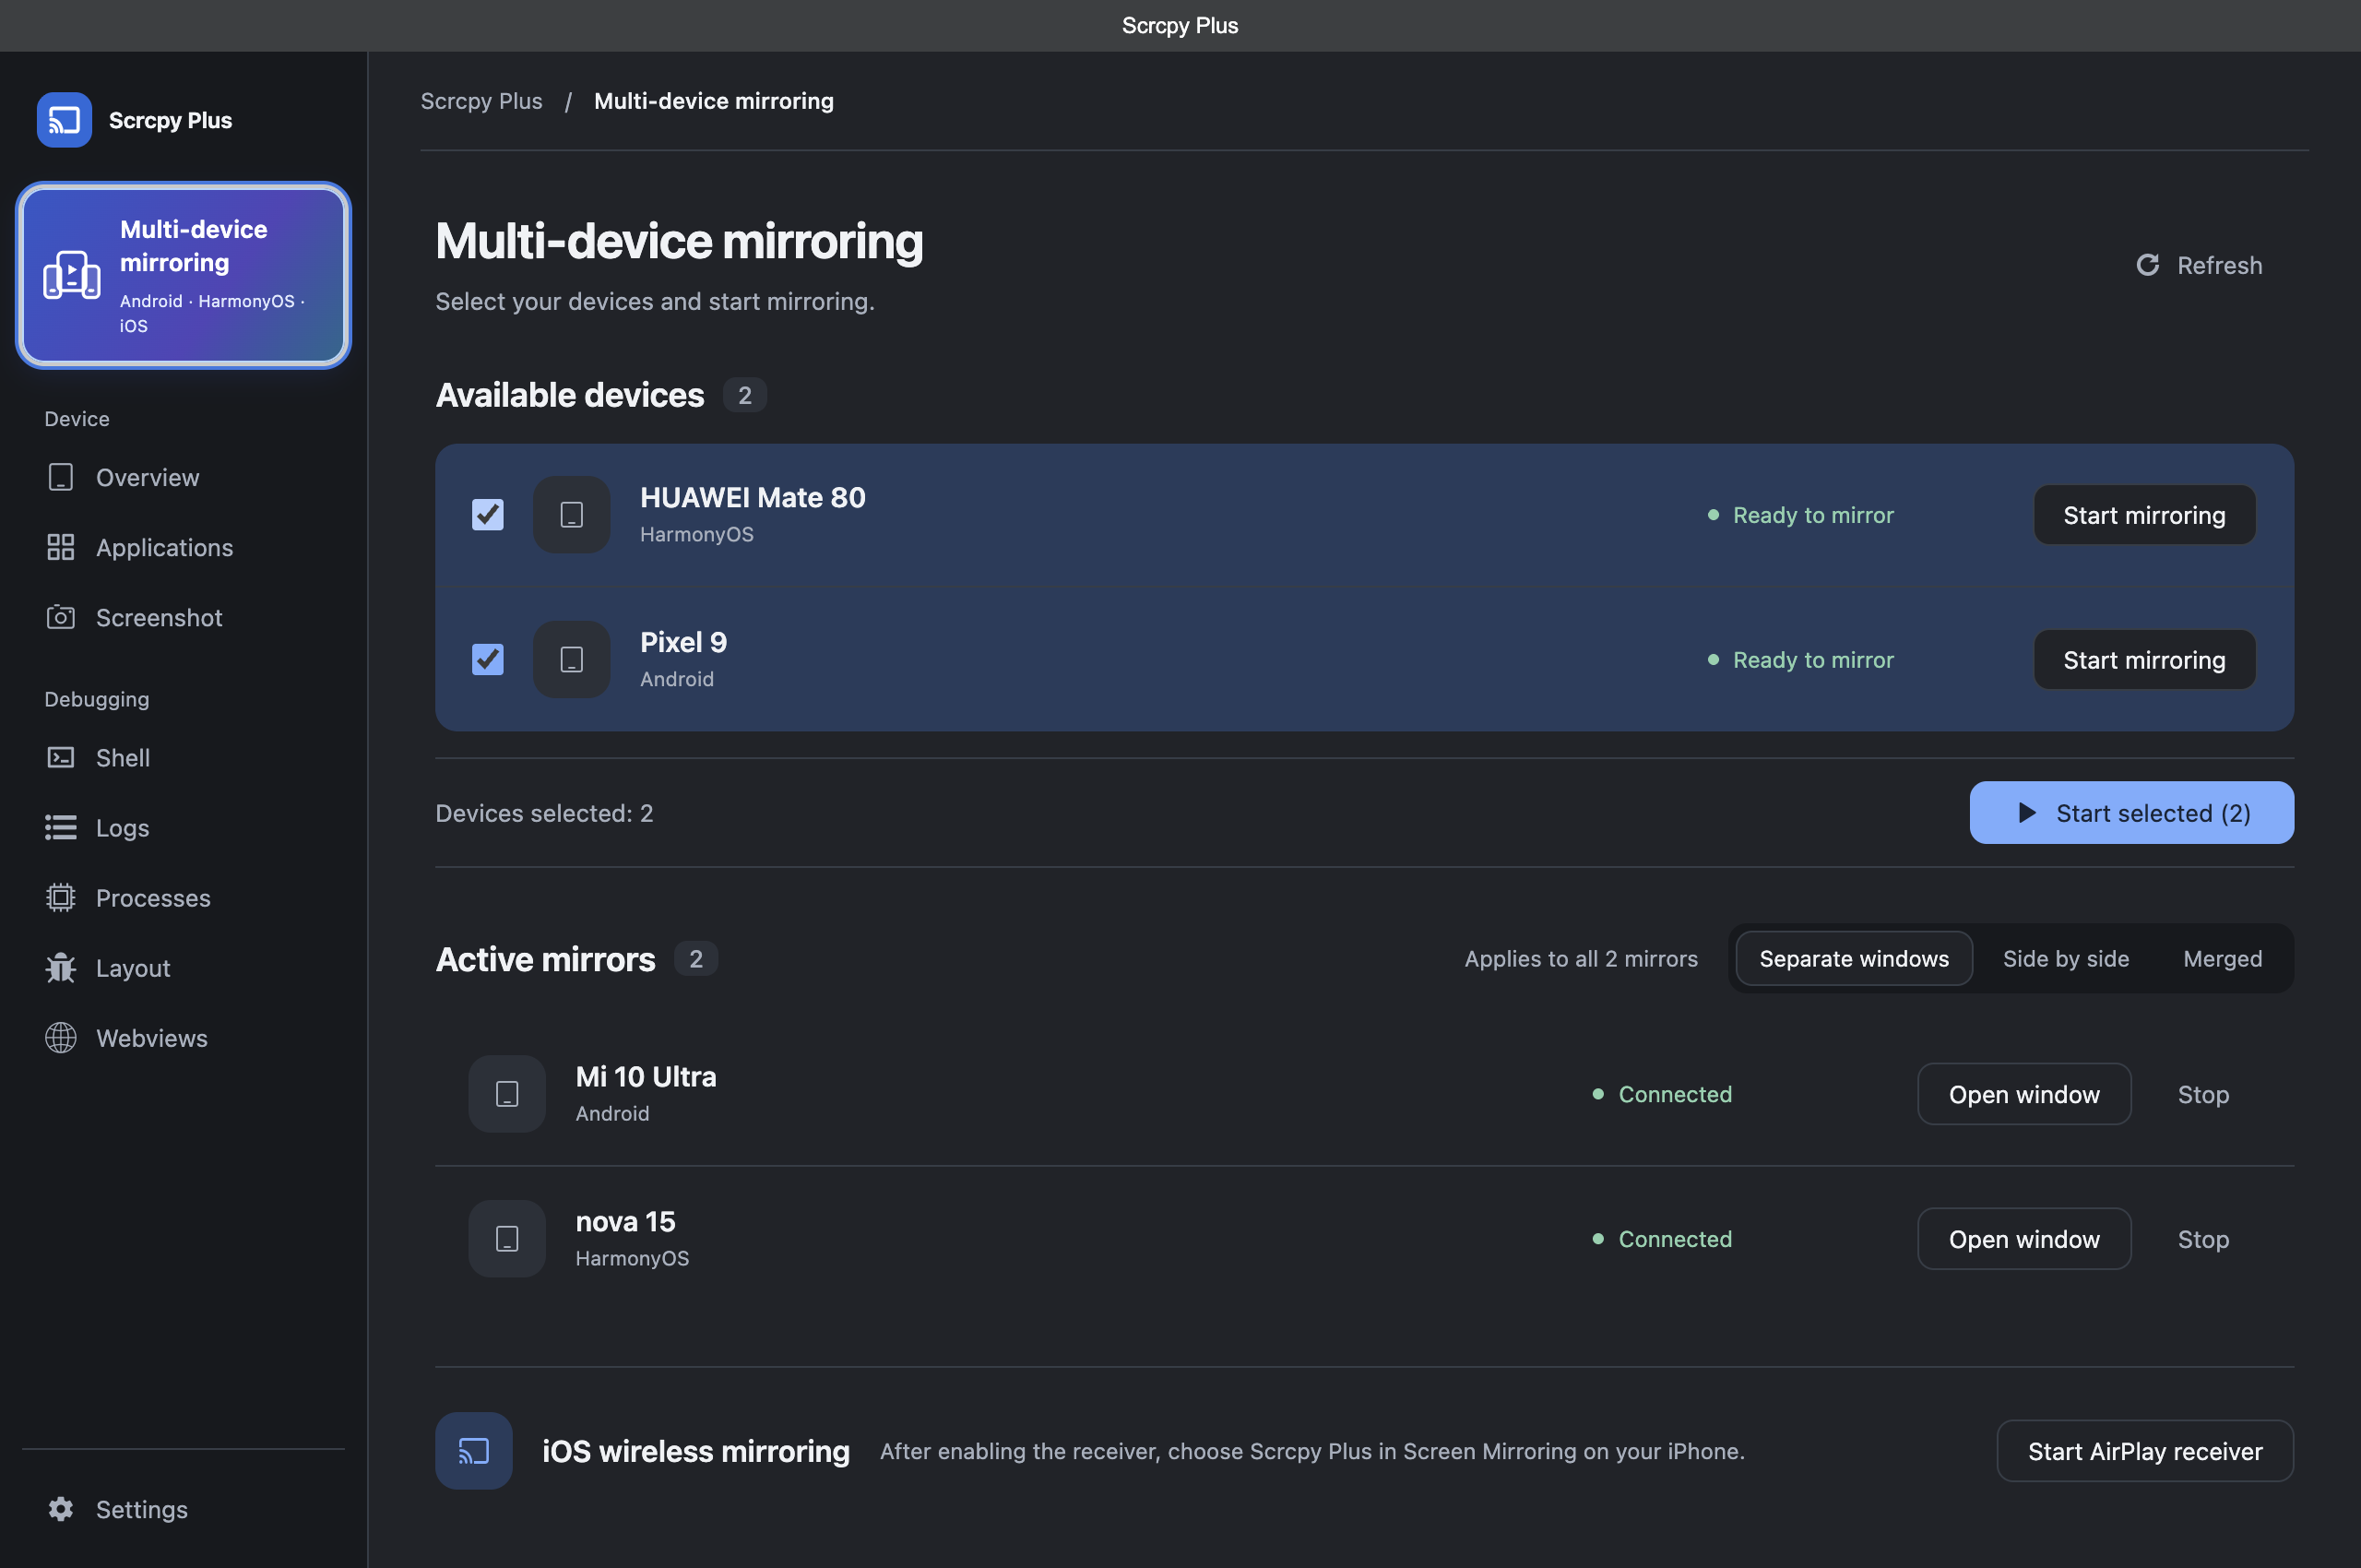 Scrcpy Plus
Scrcpy Plus
Multi-device
mirroring
Android · HarmonyOS ·
iOS
Device
Overview
Applications
Screenshot
Debugging
Shell
Logs
Processes
Layout
Webviews
Settings
Scrcpy Plus / Multi-device mirroring
Multi-device mirroring
Select your devices and start mirroring.
Refresh
Available devices 2
HUAWEI Mate 80
HarmonyOS
Ready to mirror
Start mirroring
Pixel 9
Android
Ready to mirror
Start mirroring
Devices selected: 2
Start selected (2)
Active mirrors 2
Applies to all 2 mirrors
Separate windows
Side by side
Merged
Mi 10 Ultra
Android
Connected
Open window
Stop
nova 15
HarmonyOS
Connected
Open window
Stop
iOS wireless mirroring
After enabling the receiver, choose Scrcpy Plus in Screen Mirroring on your iPhone.
Start AirPlay receiver